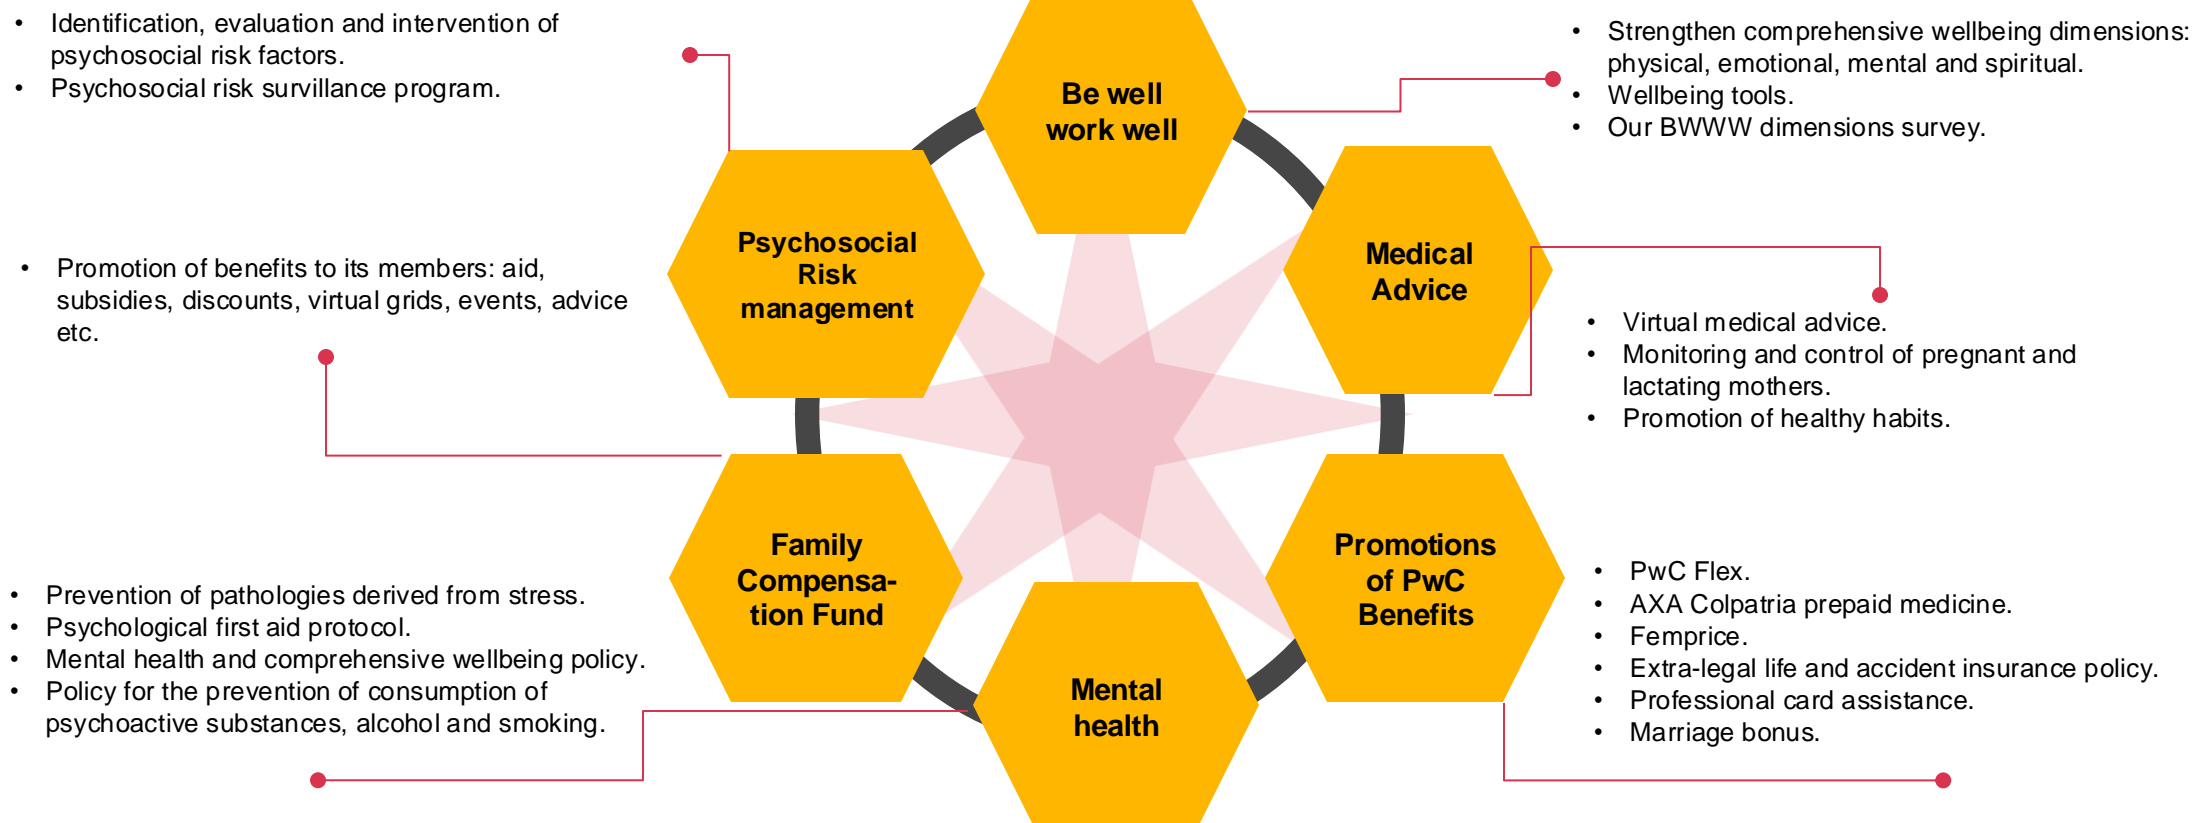 • Identification, evaluation and intervention of
psychosocial risk factors.
• Psychosocial risk survillance program.
Be well
work well
• Strengthen comprehensive wellbeing dimensions:
physical, emotional, mental and spiritual.
• Wellbeing tools.
• Our BWWW dimensions survey.
Psychosocial
Risk
management
Medical
Advice
• Promotion of benefits to its members: aid,
subsidies, discounts, virtual grids, events, advice
etc.
• Virtual medical advice.
• Monitoring and control of pregnant and
lactating mothers.
• Promotion of healthy habits.
Family
Compensa-
tion Fund
Promotions
of PwC
Benefits
• Prevention of pathologies derived from stress.
• Psychological first aid protocol.
• Mental health and comprehensive wellbeing policy.
• Policy for the prevention of consumption of
psychoactive substances, alcohol and smoking.
Mental
health
• PwC Flex.
• AXA Colpatria prepaid medicine.
• Femprice.
• Extra-legal life and accident insurance policy.
• Professional card assistance.
• Marriage bonus.